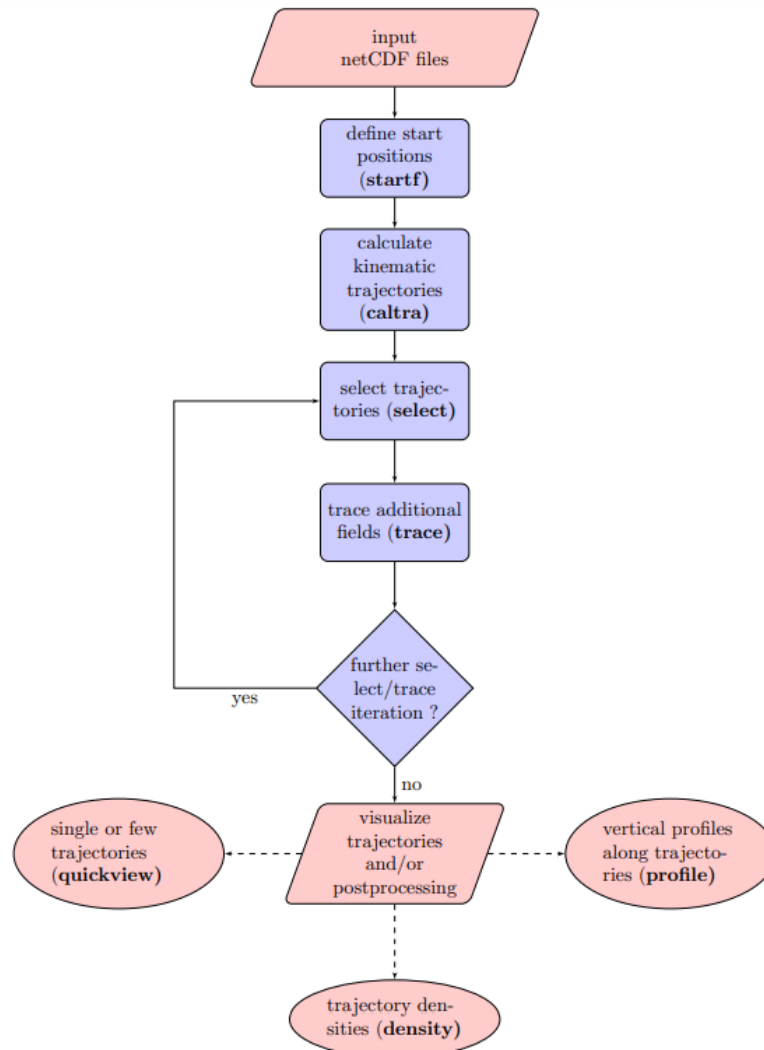 input
netCDF files
define start
positions
(startf)
calculate
kinematic
trajectories
(caltra)
select trajec-
tories (select)
trace additional
fields (trace)
further se-
lect/trace
iteration ?
yes
no
single or few
trajectories
(quickview)
visualize
trajectories
and/or
postprocessing
vertical profiles
along trajecto-
ries (profile)
trajectory den-
sities (density)